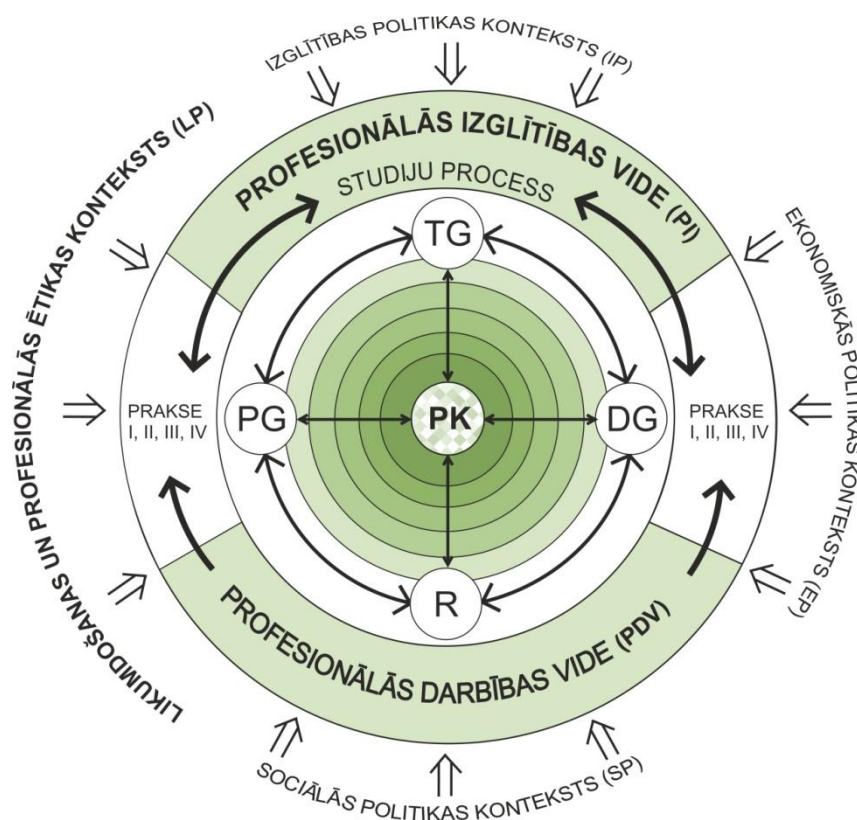 IZGLĪTĪBAS POLITIKAS KONTEKSTS (IP)
LIKUMDOŠANAS UN PROFESIONĀLĀS ĒTIKAS KONTEKSTS (LP)
PROFESIONĀLĀS IZGLĪTĪBAS VIDE (PI)
STUDIJU PROCESS
EKONOMISKĀS POLITIKAS KONTEKSTS (EP)
TG
PRAKSE
I, II, III, IV
PG
PK
DG
PRAKSE
I, II, III, IV
R
PROFESIONĀLĀS DARBĪBAS VIDE (PDV)
SOCIĀLĀS POLITIKAS KONTEKSTS (SP)